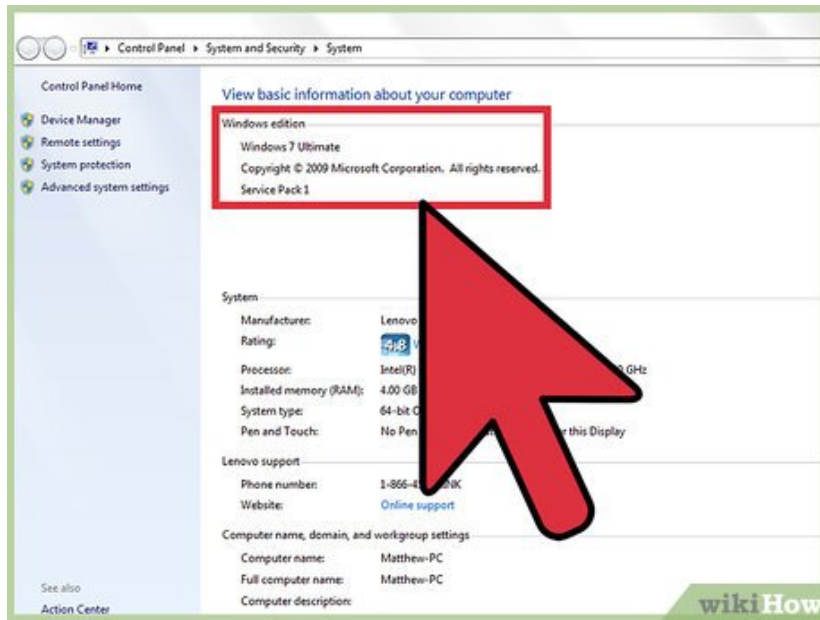 Control Panel ▸ System and Security ▸ System
Control Panel Home
Device Manager
Remote settings
System protection
Advanced system settings
See also
Action Center
View basic information about your computer
Windows edition
Windows 7 Ultimate
Copyright © 2009 Microsoft Corporation. All rights reserved.
Service Pack 1
System
Manufacturer: Lenovo
Rating: 4.8
Processor: Intel(R) GHz
Installed memory (RAM): 4.00 GB
System type: 64-bit
Pen and Touch: No Pen this Display
Lenovo support
Phone number: 1-866-
Website: Online support
Computer name, domain, and workgroup settings
Computer name: Matthew-PC
Full computer name: Matthew-PC
Computer description:
wikiHow